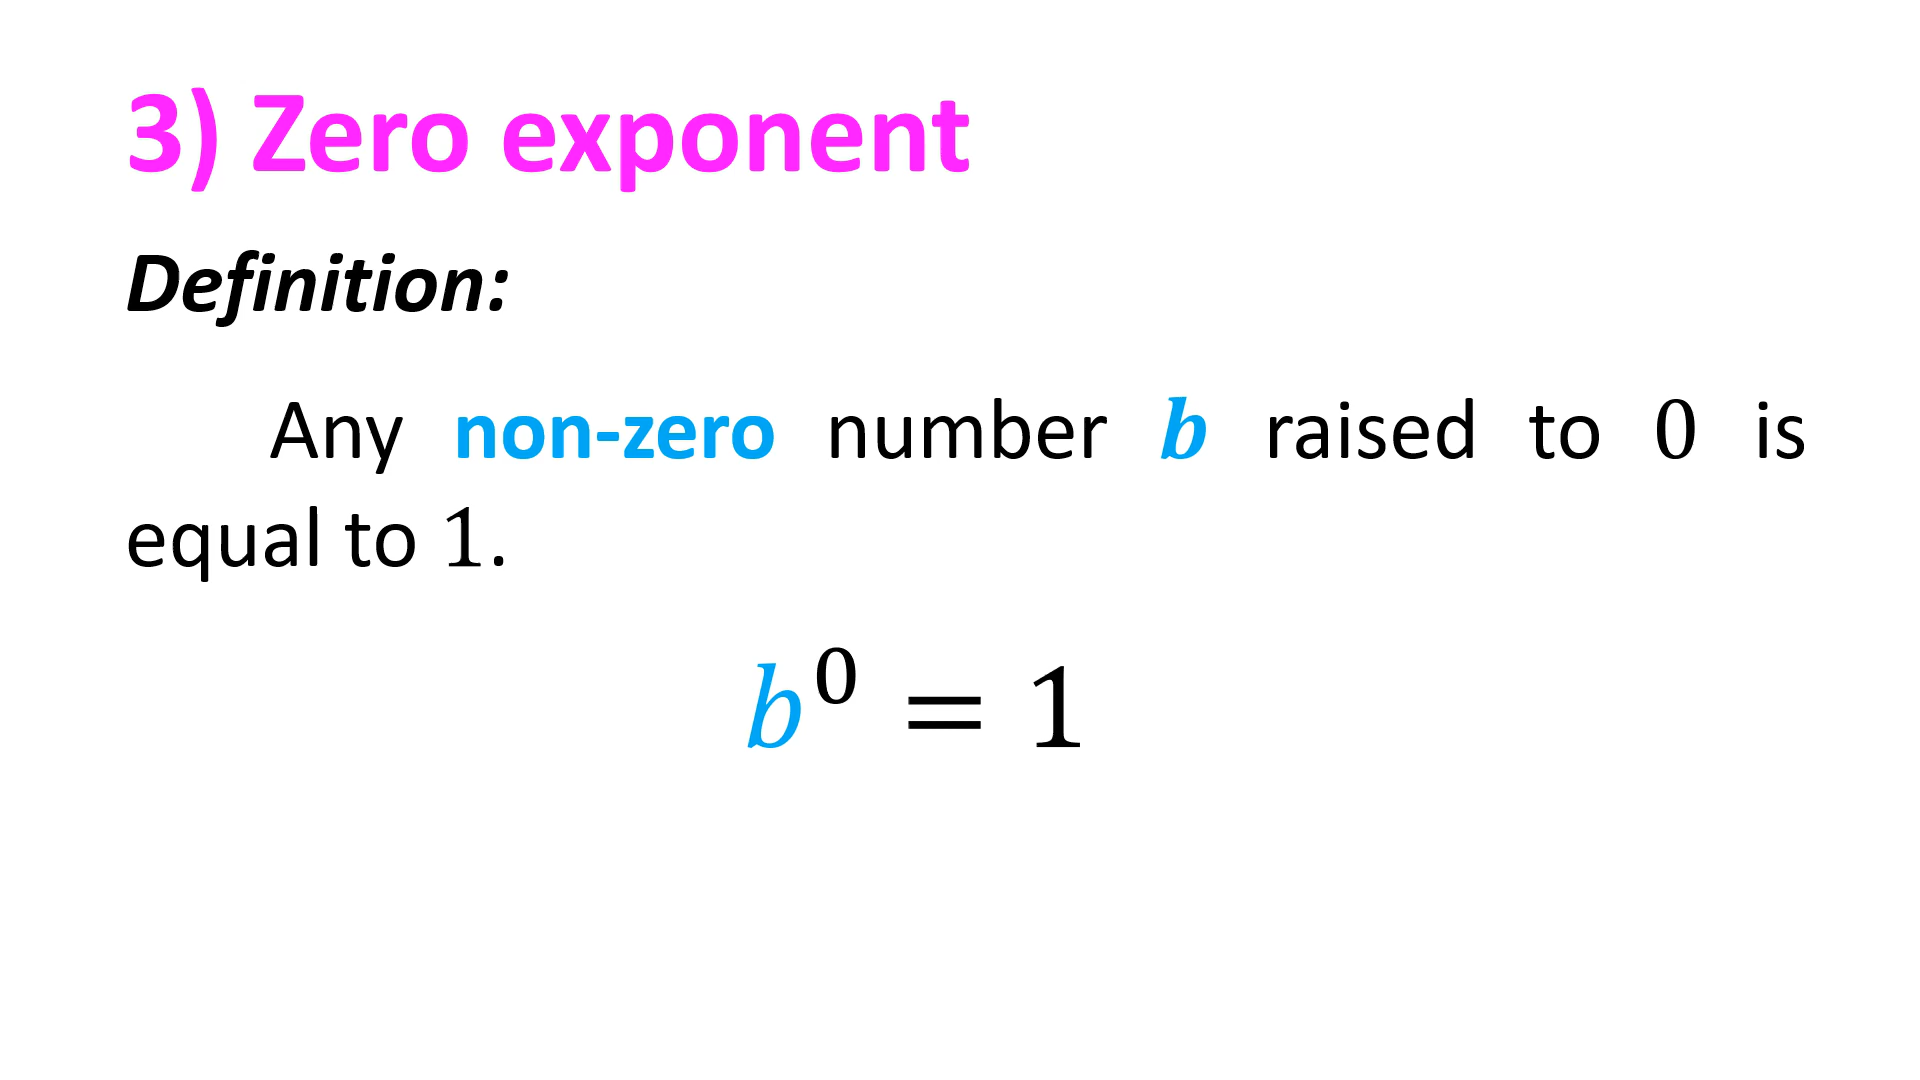 3) Zero exponent
Definition:
Any non-zero number b raised to 0 is
equal to 1.
b⁰ = 1